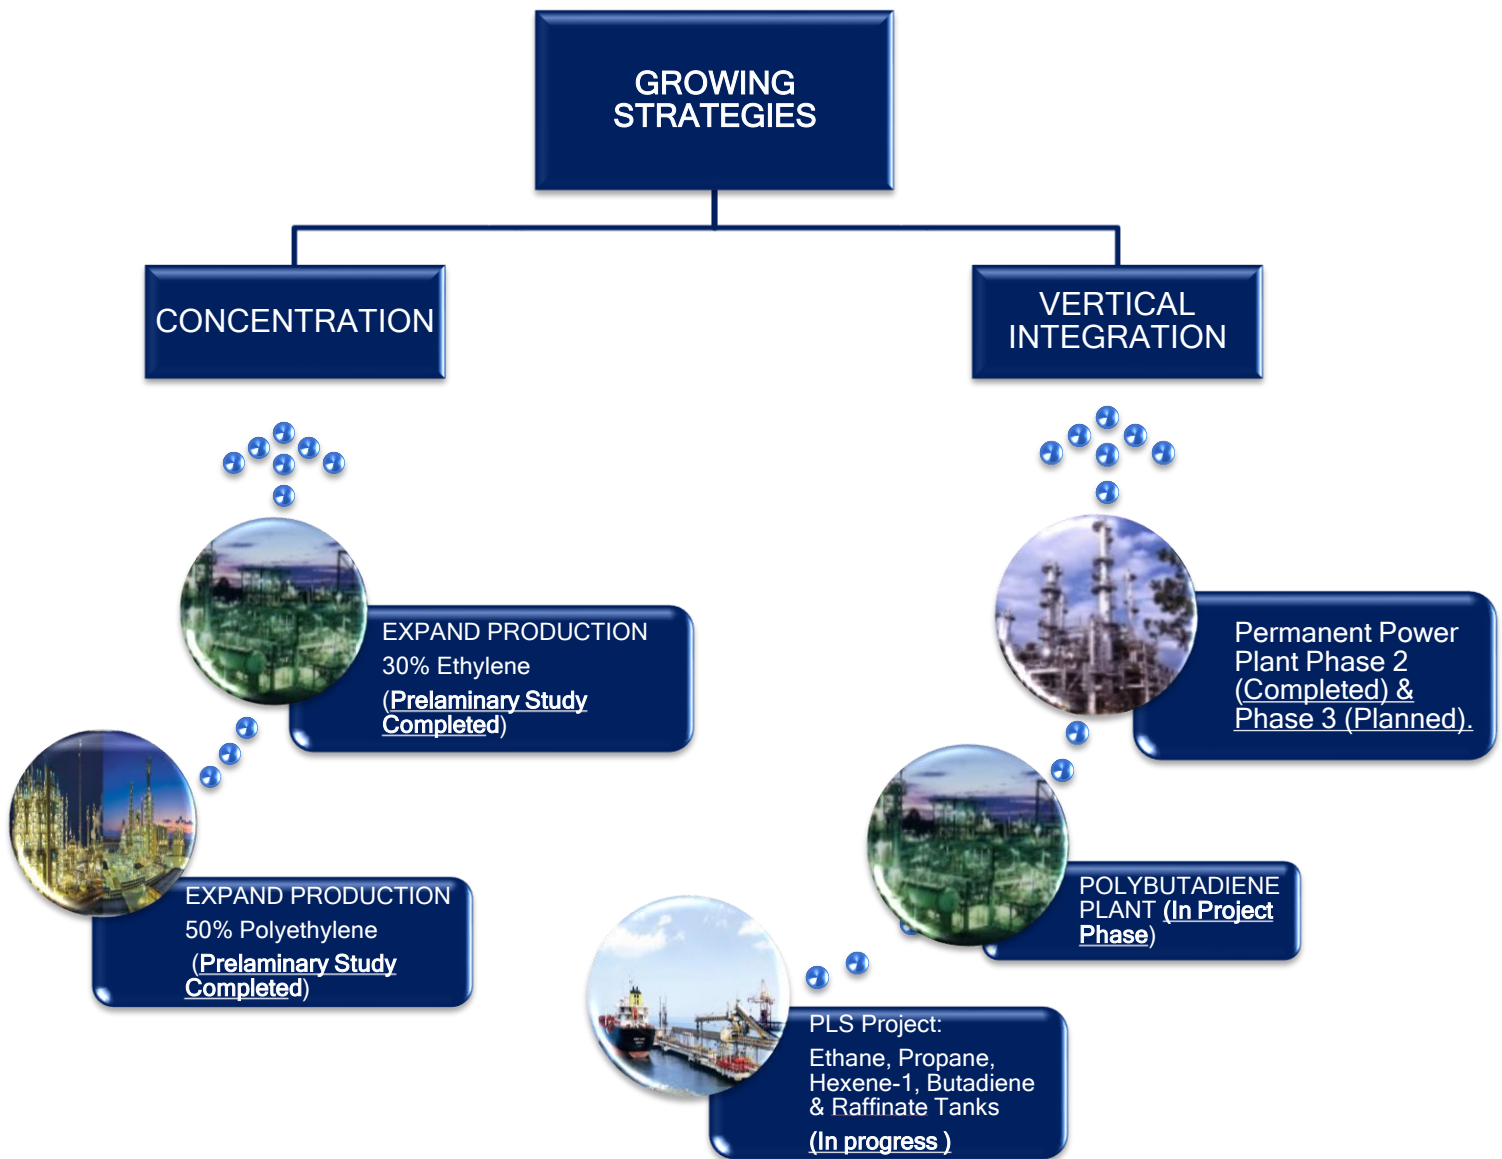 GROWING
STRATEGIES
CONCENTRATION
VERTICAL
INTEGRATION
EXPAND PRODUCTION
30% Ethylene
(Prelaminary Study
Completed)
EXPAND PRODUCTION
50% Polyethylene
(Prelaminary Study
Completed)
Permanent Power
Plant Phase 2
(Completed) &
Phase 3 (Planned).
POLYBUTADIENE
PLANT (In Project
Phase)
PLS Project:
Ethane, Propane,
Hexene-1, Butadiene
& Raffinate Tanks
(In progress )